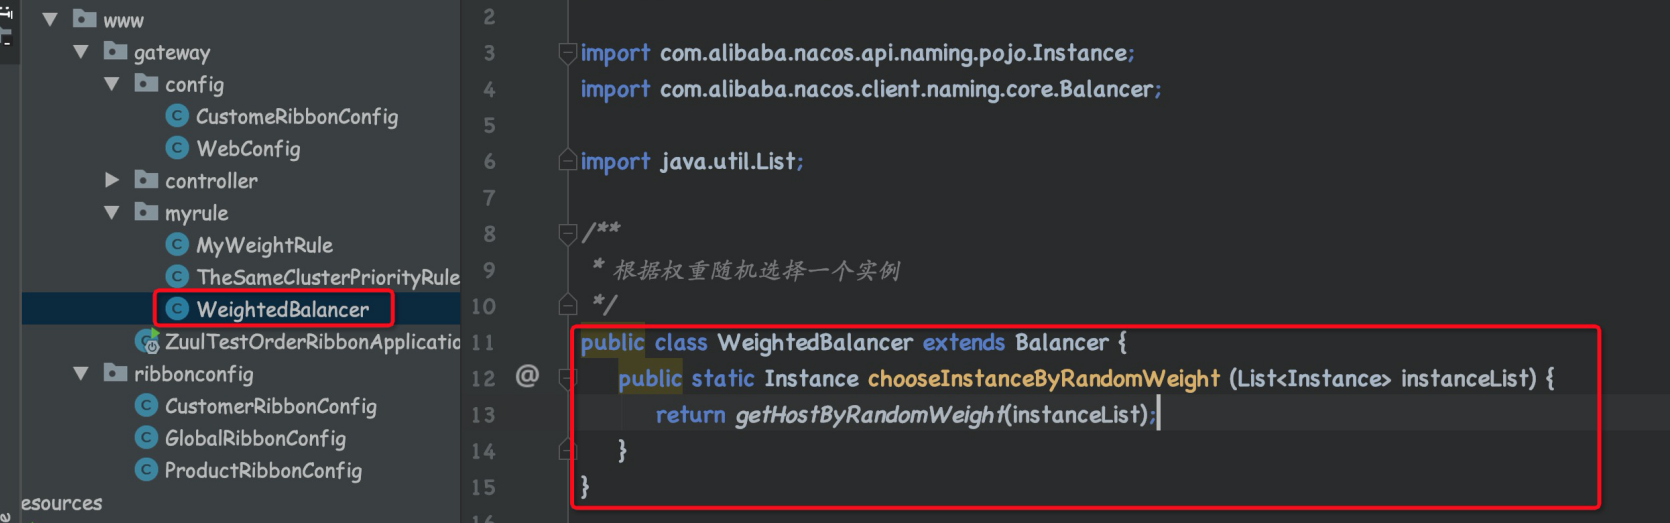 www
gateway
config
CustomeRibbonConfig
WebConfig
controller
myrule
MyWeightRule
TheSameClusterPriorityRule
WeightedBalancer
ZuulTestOrderRibbonApplicatio
ribbonconfig
CustomerRibbonConfig
GlobalRibbonConfig
ProductRibbonConfig
esources
2
3 import com.alibaba.nacos.api.naming.pojo.Instance;
4 import com.alibaba.nacos.client.naming.core.Balancer;
5
6 import java.util.List;
7
8 /**
9 * 根据权重随机选择一个实例
10 */
11 public class WeightedBalancer extends Balancer {
12 @ public static Instance chooseInstanceByRandomWeight (List<Instance> instanceList) {
13 return getHostByRandomWeight(instanceList);
14 }
15 }